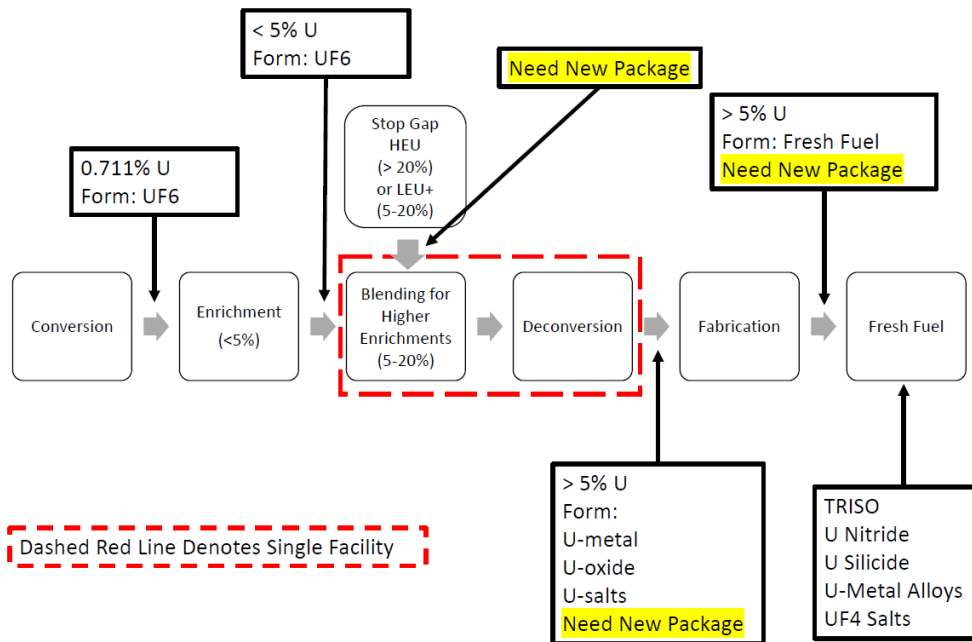 < 5% U
Form: UF6
Need New Package
Stop Gap
HEU
(> 20%)
or LEU+
(5-20%)
> 5% U
Form: Fresh Fuel
Need New Package
0.711% U
Form: UF6
Conversion
Enrichment
(<5%)
Blending for
Higher
Enrichments
(5-20%)
Deconversion
Fabrication
Fresh Fuel
> 5% U
Form:
U-metal
U-oxide
U-salts
Need New Package
TRISO
U Nitride
U Silicide
U-Metal Alloys
UF4 Salts
Dashed Red Line Denotes Single Facility